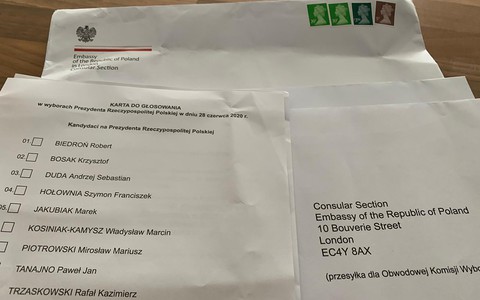 Embassy
of the Republic of Poland
in London
Consular Section
KARTA DO GŁOSOWANIA
w wyborach Prezydenta Rzeczypospolitej Polskiej w dniu 28 czerwca 2020 r.
Kandydaci na Prezydenta Rzeczypospolitej Polskiej
01. BIEDROŃ Robert
02. BOSAK Krzysztof
03. DUDA Andrzej Sebastian
04. HOŁOWNIA Szymon Franciszek
05. JAKUBIAK Marek
KOSINIAK-KAMYSZ Władysław Marcin
PIOTROWSKI Mirosław Mariusz
TANAJNO Paweł Jan
TRZASKOWSKI Rafał Kazimierz
Consular Section
Embassy of the Republic of Poland
10 Bouverie Street
London
EC4Y 8AX
(przesyłka dla Obwodowej Komisji Wybo